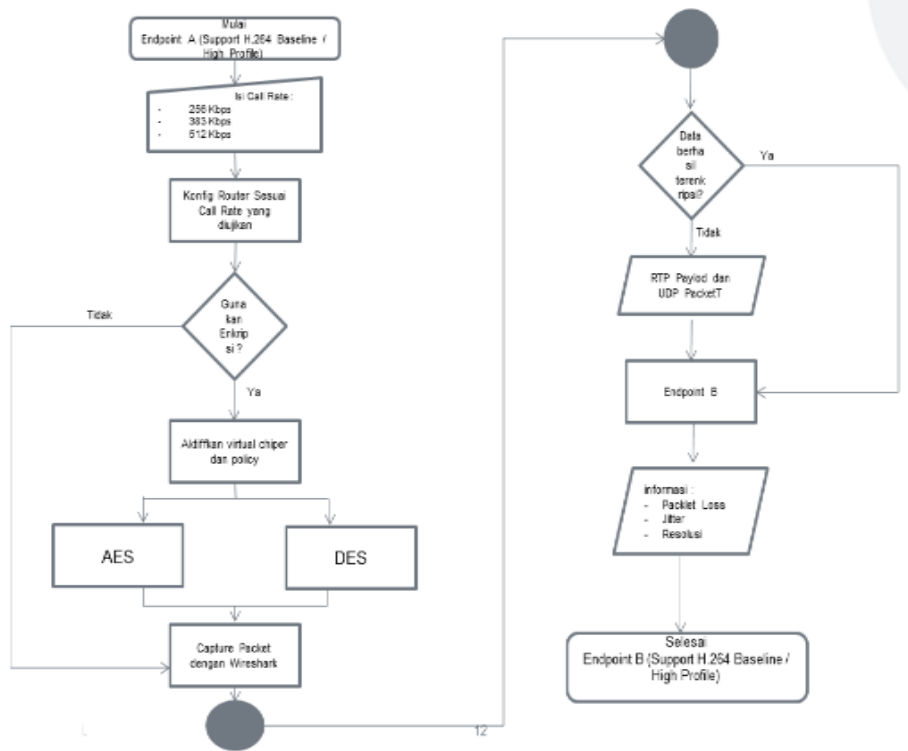 Mulai
Endpoint A (Support H.264 Baseline /
High Profile)
Isi Call Rate :
- 256 Kbps
- 383 Kbps
- 512 Kbps
Konfig Router Sesuai
Call Rate yang
diujikan
Guna
kan
Enkrip
si ?
Tidak
Ya
Aktiffkan virtual chiper
dan policy
AES
DES
Capture Packet
dengan Wireshark
Data
berha
sil
terenk
ripsi?
Ya
Tidak
RTP Paylod dan
UDP PacketT
Endpoint B
informasi :
- Packlet Loss
- Jitter
- Resolusi
Selesai
Endpoint B (Support H.264 Baseline /
High Profile)
L
12